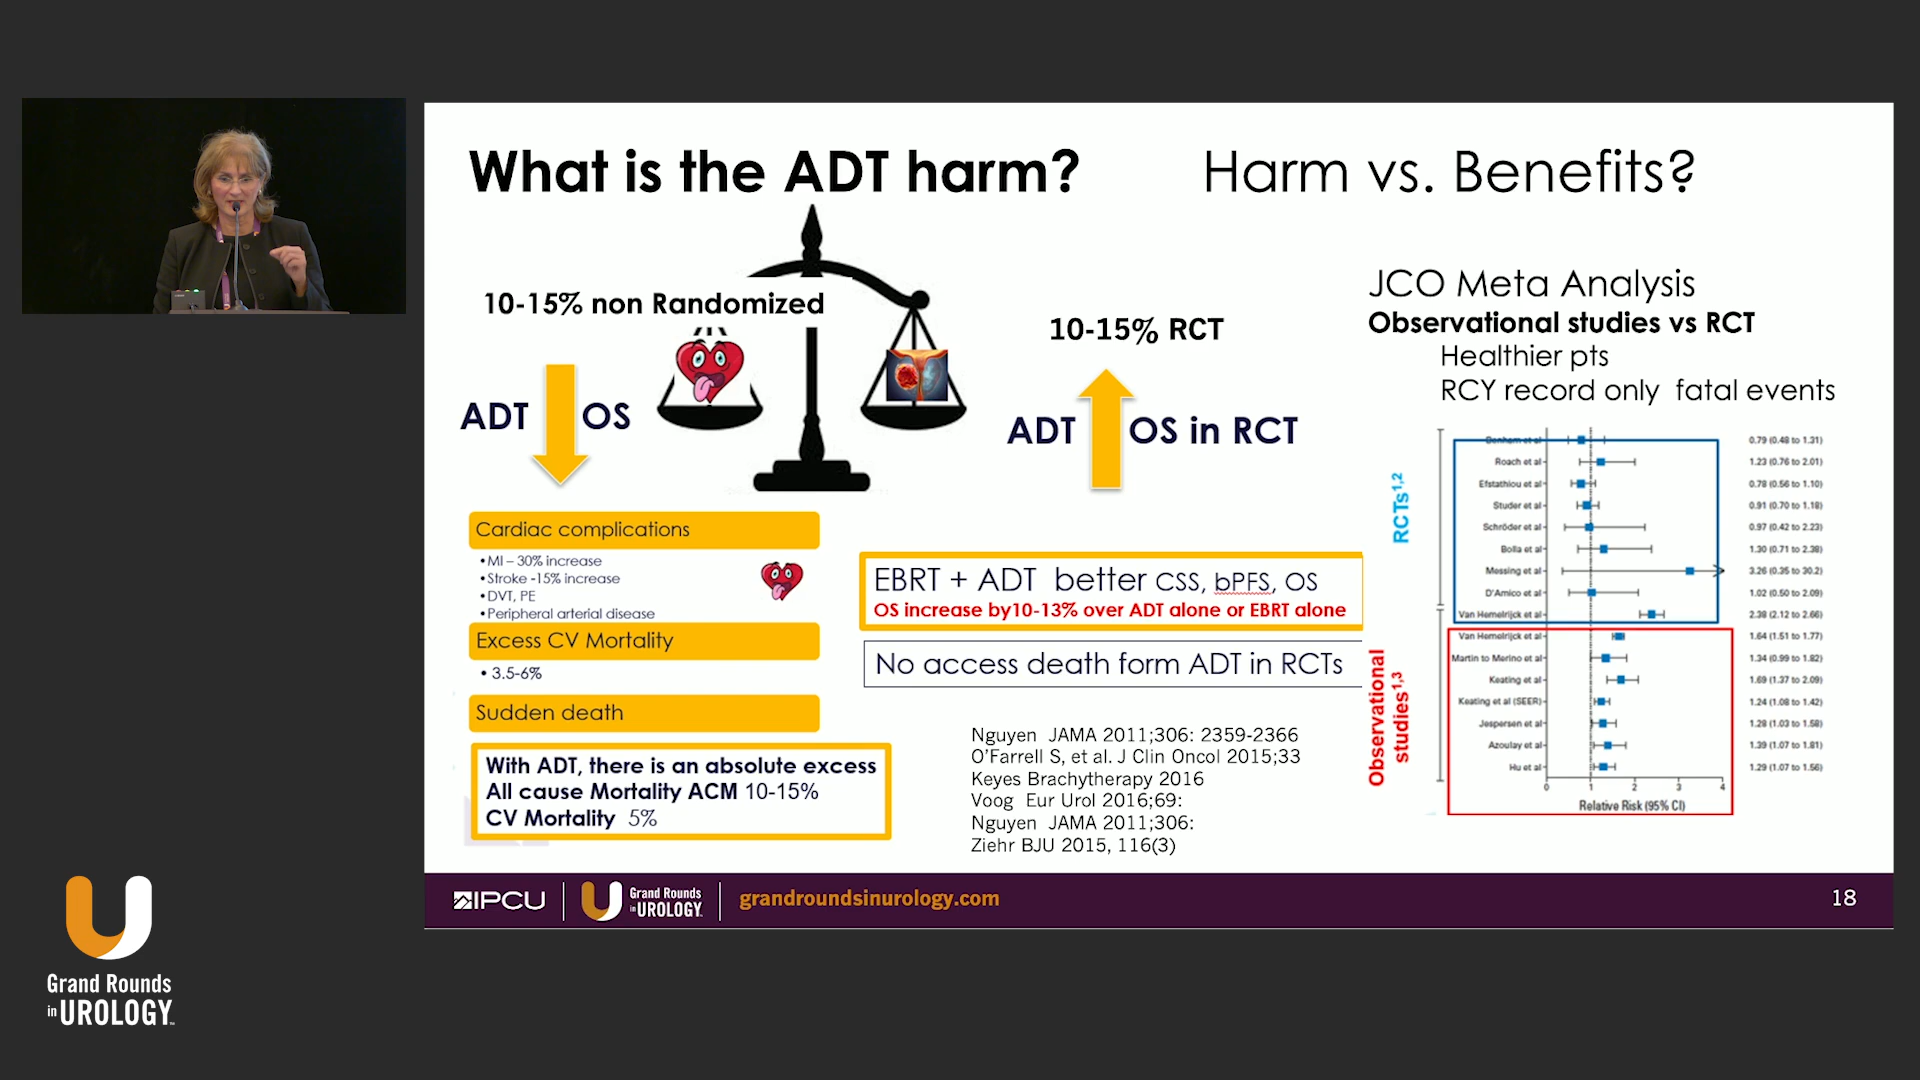 What is the ADT harm?
Harm vs. Benefits?
10-15% non Randomized
ADT OS
10-15% RCT
ADT OS in RCT
Cardiac complications
•MI – 30% increase
•Stroke -15% increase
•DVT, PE
•Peripheral arterial disease
Excess CV Mortality
• 3.5-6%
Sudden death
With ADT, there is an absolute excess
All cause Mortality ACM 10-15%
CV Mortality 5%
EBRT + ADT better CSS, bPFS, OS
OS increase by10-13% over ADT alone or EBRT alone
No access death form ADT in RCTs
Nguyen JAMA 2011;306: 2359-2366
O'Farrell S, et al. J Clin Oncol 2015;33
Keyes Brachytherapy 2016
Voog Eur Urol 2016;69:
Nguyen JAMA 2011;306:
Ziehr BJU 2015, 116(3)
JCO Meta Analysis
Observational studies vs RCT
Healthier pts
RCY record only fatal events
RCTs1,2
Observational
studies1,3
Denham et al 0.79 (0.48 to 1.31)
Roach et al 1.23 (0.76 to 2.01)
Efstathiou et al 0.78 (0.56 to 1.10)
Studer et al 0.91 (0.70 to 1.18)
Schröder et al 0.97 (0.42 to 2.23)
Bolla et al 1.30 (0.71 to 2.38)
Messing et al 3.26 (0.35 to 30.2)
D'Amico et al 1.02 (0.50 to 2.09)
Van Hemelrijck et al 2.38 (2.12 to 2.66)
Van Hemelrijck et al 1.64 (1.51 to 1.77)
Martin to Merino et al 1.34 (0.99 to 1.82)
Keating et al 1.69 (1.37 to 2.09)
Keating et al (SEER) 1.24 (1.08 to 1.42)
Jespersen et al 1.28 (1.03 to 1.58)
Azoulay et al 1.39 (1.07 to 1.81)
Hu et al 1.29 (1.07 to 1.56)
0 1 2 3 4
Relative Risk (95% CI)
IPCU
Grand Rounds
in UROLOGY
grandroundsinurology.com
18
Grand Rounds
in UROLOGY